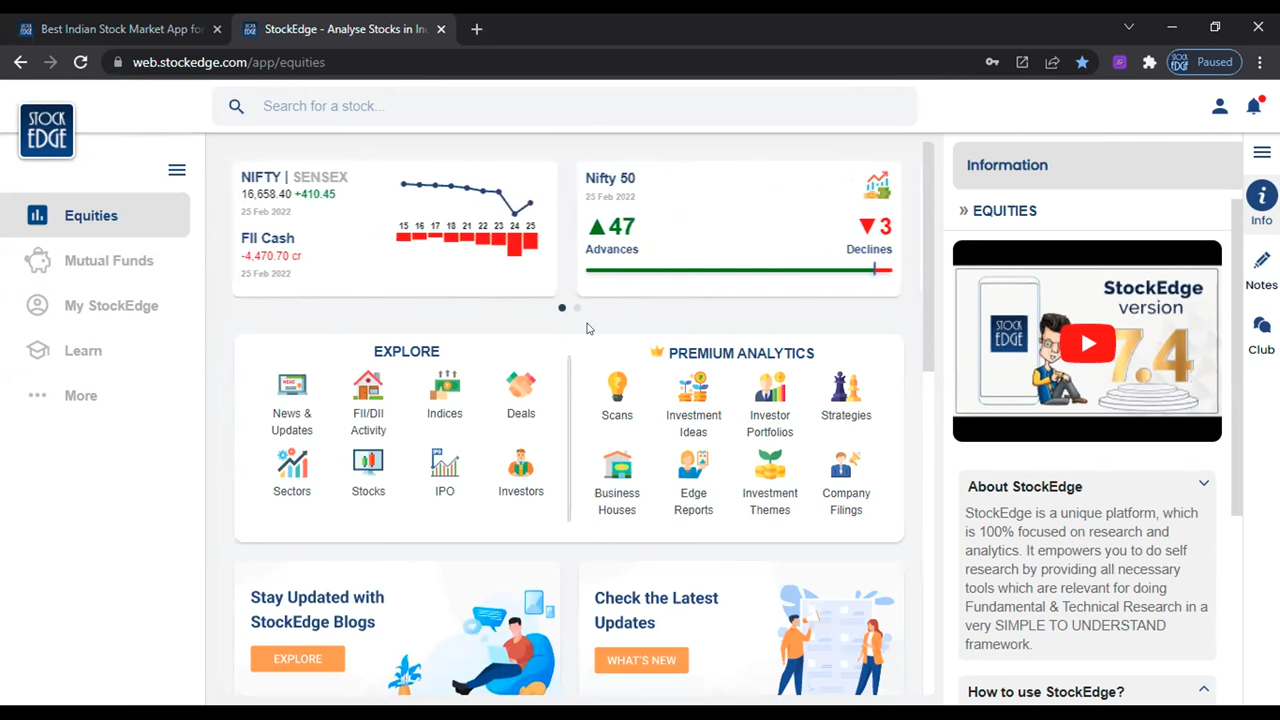 Best Indian Stock Market App for
StockEdge - Analyse Stocks in In
web.stockedge.com/app/equities
STOCK EDGE
Paused
STOCK
EDGE
Search for a stock...
Equities
Mutual Funds
My StockEdge
Learn
More
NIFTY | SENSEX
16,658.40 +410.45
25 Feb 2022
FII Cash
-4,470.70 cr
25 Feb 2022
15 16 17 18 21 22 23 24 25
Nifty 50
25 Feb 2022
▲47
Advances
▼3
Declines
EXPLORE
News &
Updates
FII/DII
Activity
Indices
Deals
Sectors
Stocks
IPO
Investors
PREMIUM ANALYTICS
Scans
Investment
Ideas
Investor
Portfolios
Strategies
Business
Houses
Edge
Reports
Investment
Themes
Company
Filings
Stay Updated with
StockEdge Blogs
EXPLORE
Check the Latest
Updates
WHAT'S NEW
Information
» EQUITIES
StockEdge
version
7.4
STOCK
EDGE
About StockEdge
StockEdge is a unique platform, which
is 100% focused on research and
analytics. It empowers you to do self
research by providing all necessary
tools which are relevant for doing
Fundamental & Technical Research in a
very SIMPLE TO UNDERSTAND
framework.
How to use StockEdge?
Info
Notes
Club